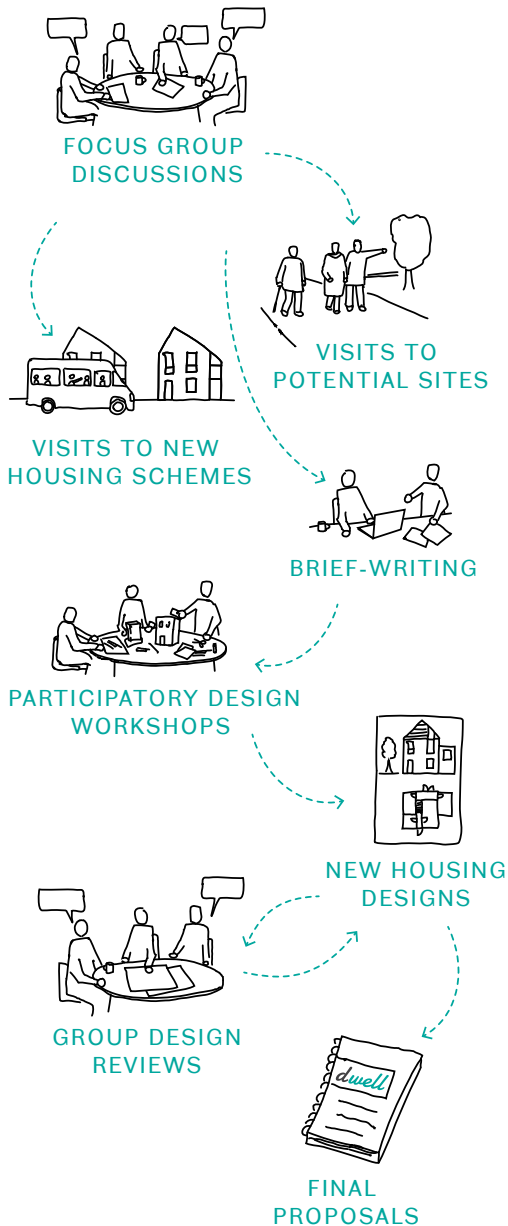 FOCUS GROUP
DISCUSSIONS
VISITS TO
POTENTIAL SITES
VISITS TO NEW
HOUSING SCHEMES
BRIEF-WRITING
PARTICIPATORY DESIGN
WORKSHOPS
NEW HOUSING
DESIGNS
GROUP DESIGN
REVIEWS
dwell
FINAL
PROPOSALS